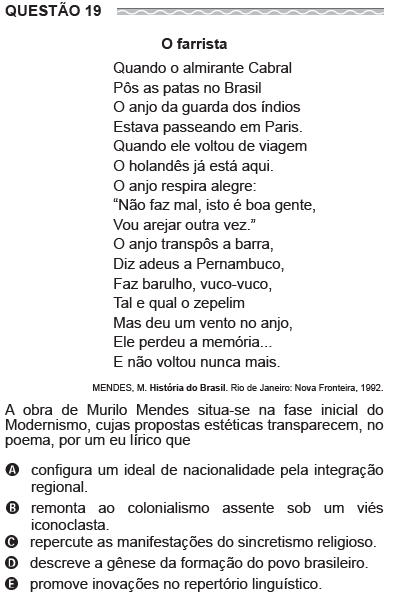 QUESTÃO 19
O farrista
Quando o almirante Cabral
Pôs as patas no Brasil
O anjo da guarda dos índios
Estava passeando em Paris.
Quando ele voltou de viagem
O holandês já está aqui.
O anjo respira alegre:
“Não faz mal, isto é boa gente,
Vou arejar outra vez.”
O anjo transpôs a barra,
Diz adeus a Pernambuco,
Faz barulho, vuco-vuco,
Tal e qual o zepelim
Mas deu um vento no anjo,
Ele perdeu a memória...
E não voltou nunca mais.
MENDES, M. História do Brasil. Rio de Janeiro: Nova Fronteira, 1992.
A obra de Murilo Mendes situa-se na fase inicial do
Modernismo, cujas propostas estéticas transparecem, no
poema, por um eu lírico que
A configura um ideal de nacionalidade pela integração
regional.
B remonta ao colonialismo assente sob um viés
iconoclasta.
C repercute as manifestações do sincretismo religioso.
D descreve a gênese da formação do povo brasileiro.
E promove inovações no repertório linguístico.